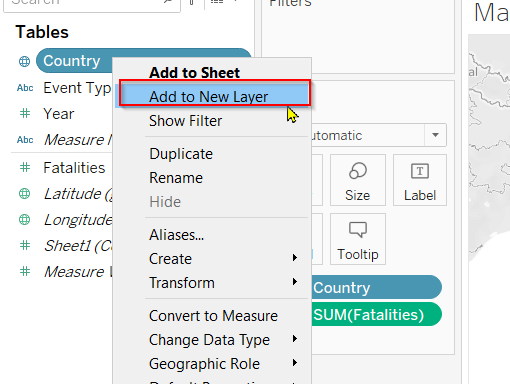 Search
Filters
Ma
Tables
Country
Abc Event Typ
# Year
Abc Measure N
# Fatalities
Latitude (g
Longitude
# Sheet1 (Co
# Measure V
Add to Sheet
Add to New Layer
Show Filter
Duplicate
Rename
Hide
Aliases...
Create
Transform
Convert to Measure
Change Data Type
Geographic Role
utomatic
Size
T
Label
Tooltip
Country
SUM(Fatalities)